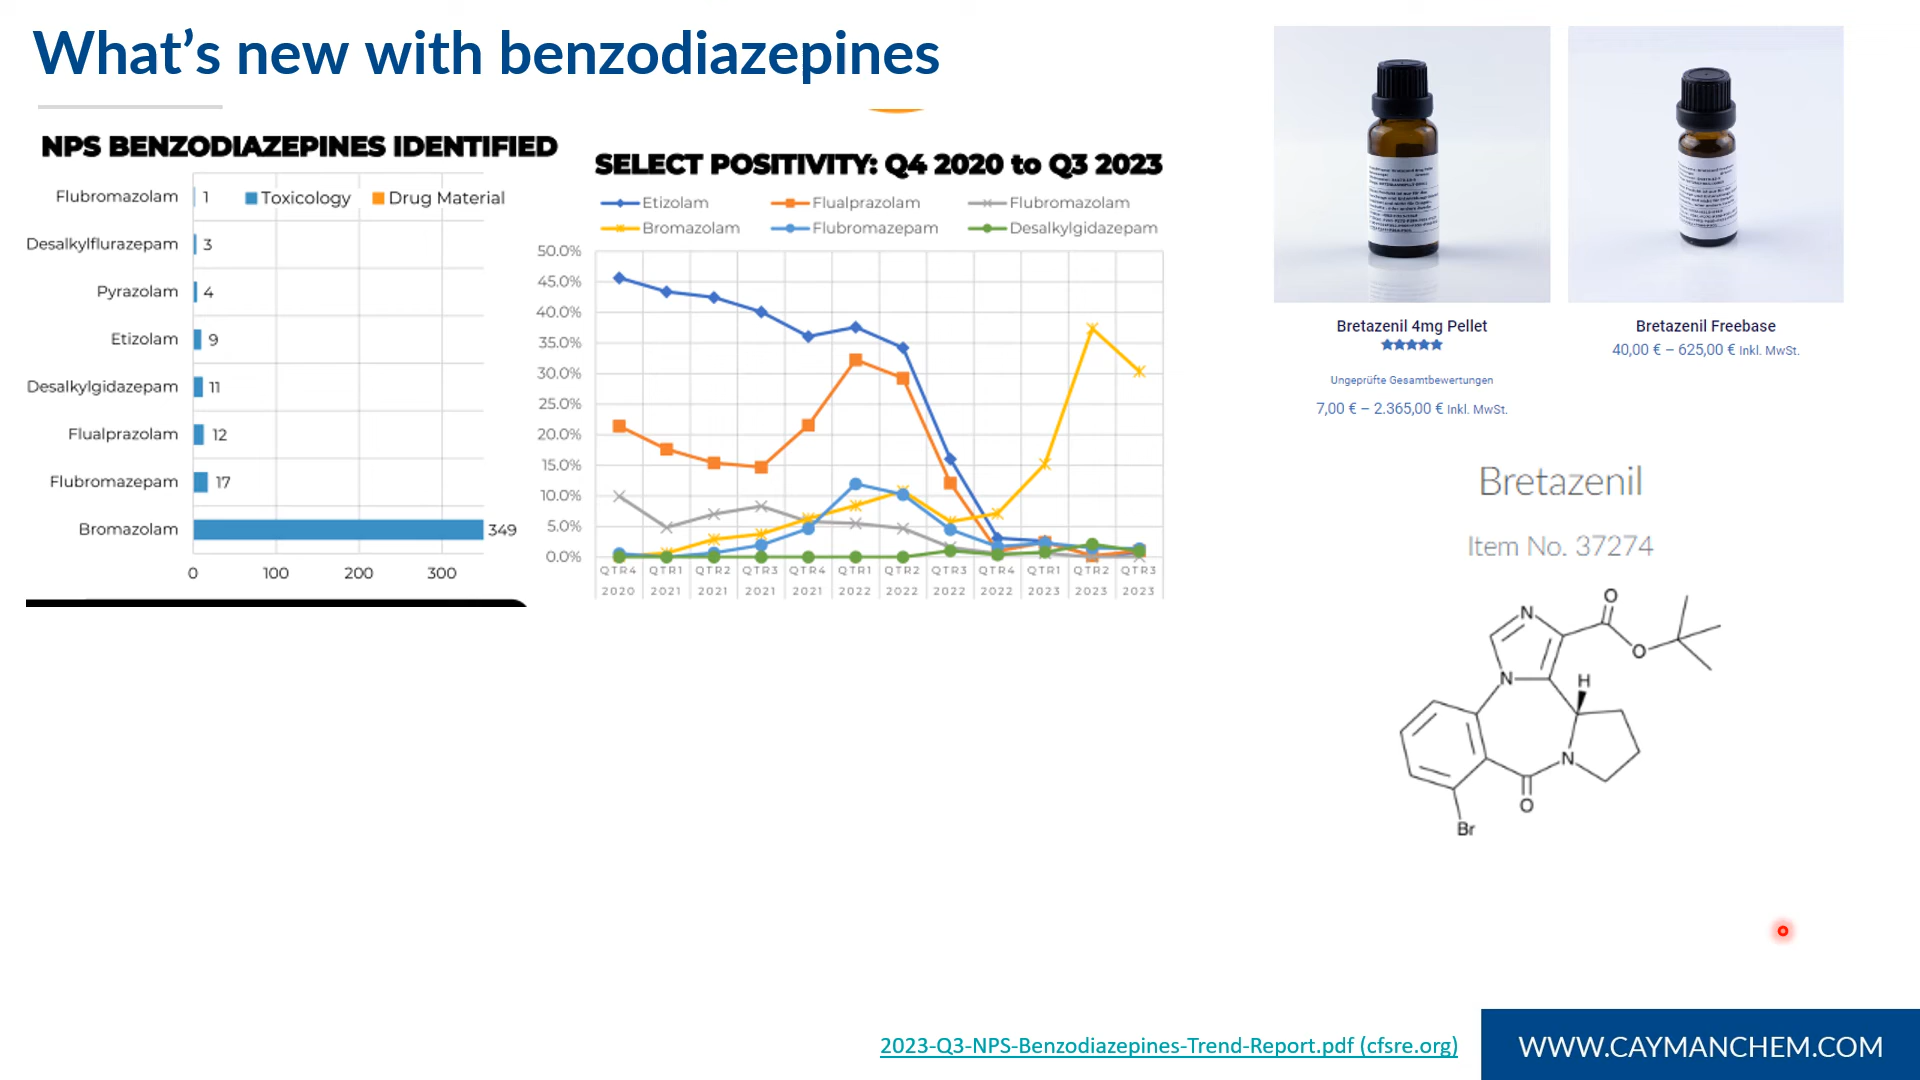 What's new with benzodiazepines
NPS BENZODIAZEPINES IDENTIFIED
Toxicology Drug Material
Flubromazolam 1
Desalkylflurazepam 3
Pyrazolam 4
Etizolam 9
Desalkylgidazepam 11
Flualprazolam 12
Flubromazepam 17
Bromazolam 349
0 100 200 300
SELECT POSITIVITY: Q4 2020 to Q3 2023
Etizolam Flualprazolam Flubromazolam
Bromazolam Flubromazepam Desalkylgidazepam
50.0%
45.0%
40.0%
35.0%
30.0%
25.0%
20.0%
15.0%
10.0%
5.0%
0.0%
QTR4 QTR1 QTR2 QTR3 QTR4 QTR1 QTR2 QTR3 QTR4 QTR1 QTR2 QTR3
2020 2021 2021 2021 2021 2022 2022 2022 2022 2023 2023 2023
Bretazenil 4mg Pellet
Ungeprüfte Gesamtbewertungen
7,00 € – 2.365,00 € Inkl. MwSt.
Bretazenil Freebase
40,00 € – 625,00 € Inkl. MwSt.
Bretazenil
Item No. 37274
N
O
O
N
H
N
O
Br
2023-Q3-NPS-Benzodiazepines-Trend-Report.pdf (cfsre.org)
WWW.CAYMANCHEM.COM